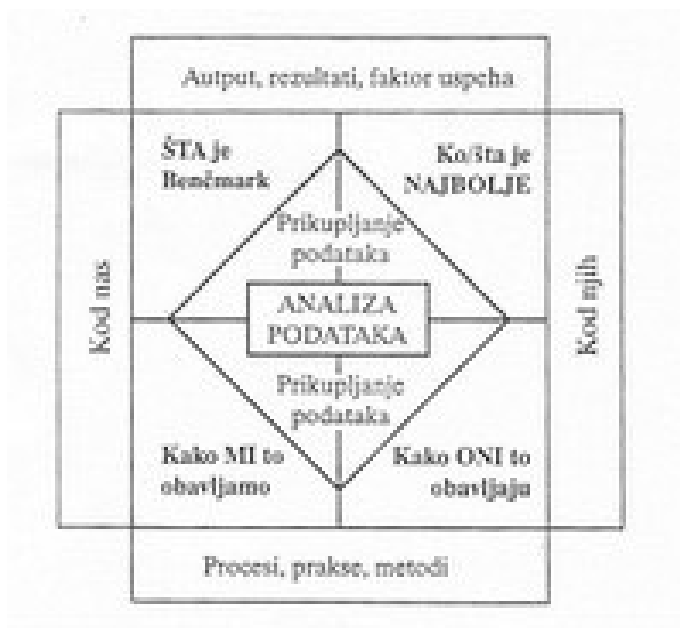 Autput, rezultati, faktor uspeha
ŠTA je
Benčmark
Ko/šta je
NAJBOLJE
Prikupljanje
podataka
Kod nas
ANALIZA
PODATAKA
Kod njih
Prikupljanje
podataka
Kako MI to
obavljamo
Kako ONI to
obavljaju
Procesi, prakse, metodi